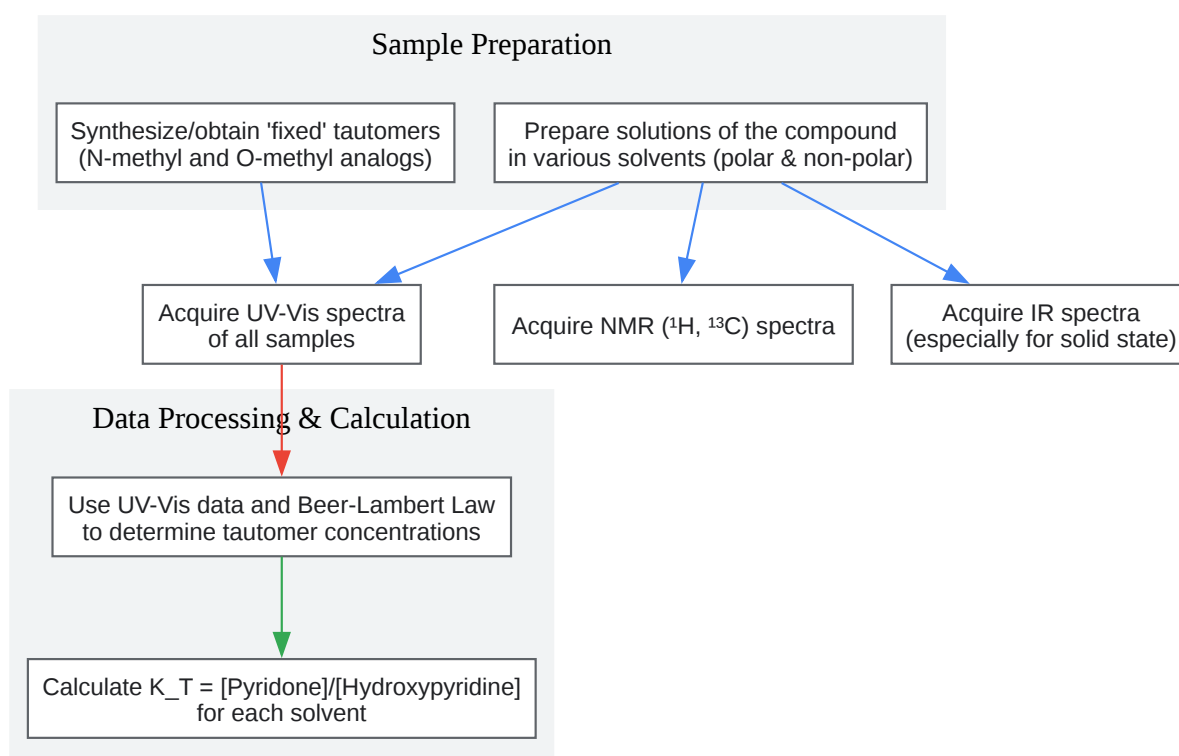 Sample Preparation
Synthesize/obtain 'fixed' tautomers
(N-methyl and O-methyl analogs)
Prepare solutions of the compound
in various solvents (polar & non-polar)
Acquire UV-Vis spectra
of all samples
Acquire NMR (¹H, ¹³C) spectra
Acquire IR spectra
(especially for solid state)
Data Processing & Calculation
Use UV-Vis data and Beer-Lambert Law
to determine tautomer concentrations
Calculate K_T = [Pyridone]/[Hydroxypyridine]
for each solvent